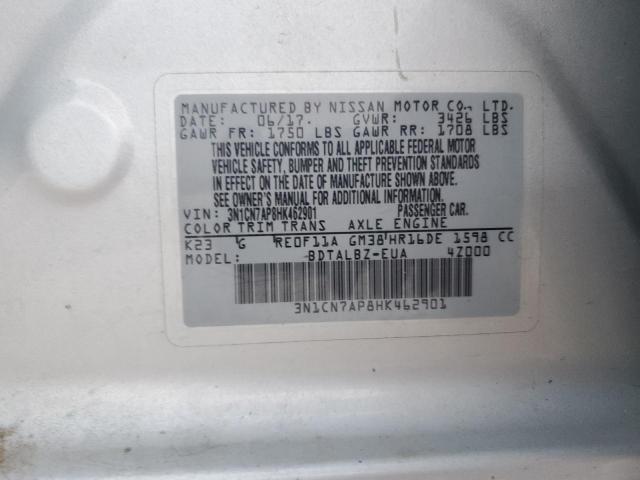 MANUFACTURED BY NISSAN MOTOR CO., LTD.
DATE: 06/17. GVWR: 3426 LBS
GAWR FR: 1750 LBS GAWR RR: 1708 LBS
THIS VEHICLE CONFORMS TO ALL APPLICABLE FEDERAL MOTOR
VEHICLE SAFETY, BUMPER AND THEFT PREVENTION STANDARDS
IN EFFECT ON THE DATE OF MANUFACTURE SHOWN ABOVE.
SEE OWNER'S MANUAL FOR ADDITIONAL INFORMATION.
VIN: 3N1CN7AP8HK462901 PASSENGER CAR.
COLOR TRIM TRANS AXLE ENGINE
K23 G RE0F11A GM38 HR16DE 1598 CC
MODEL: BDTALBZ-EUA 4Z000
3N1CN7AP8HK462901